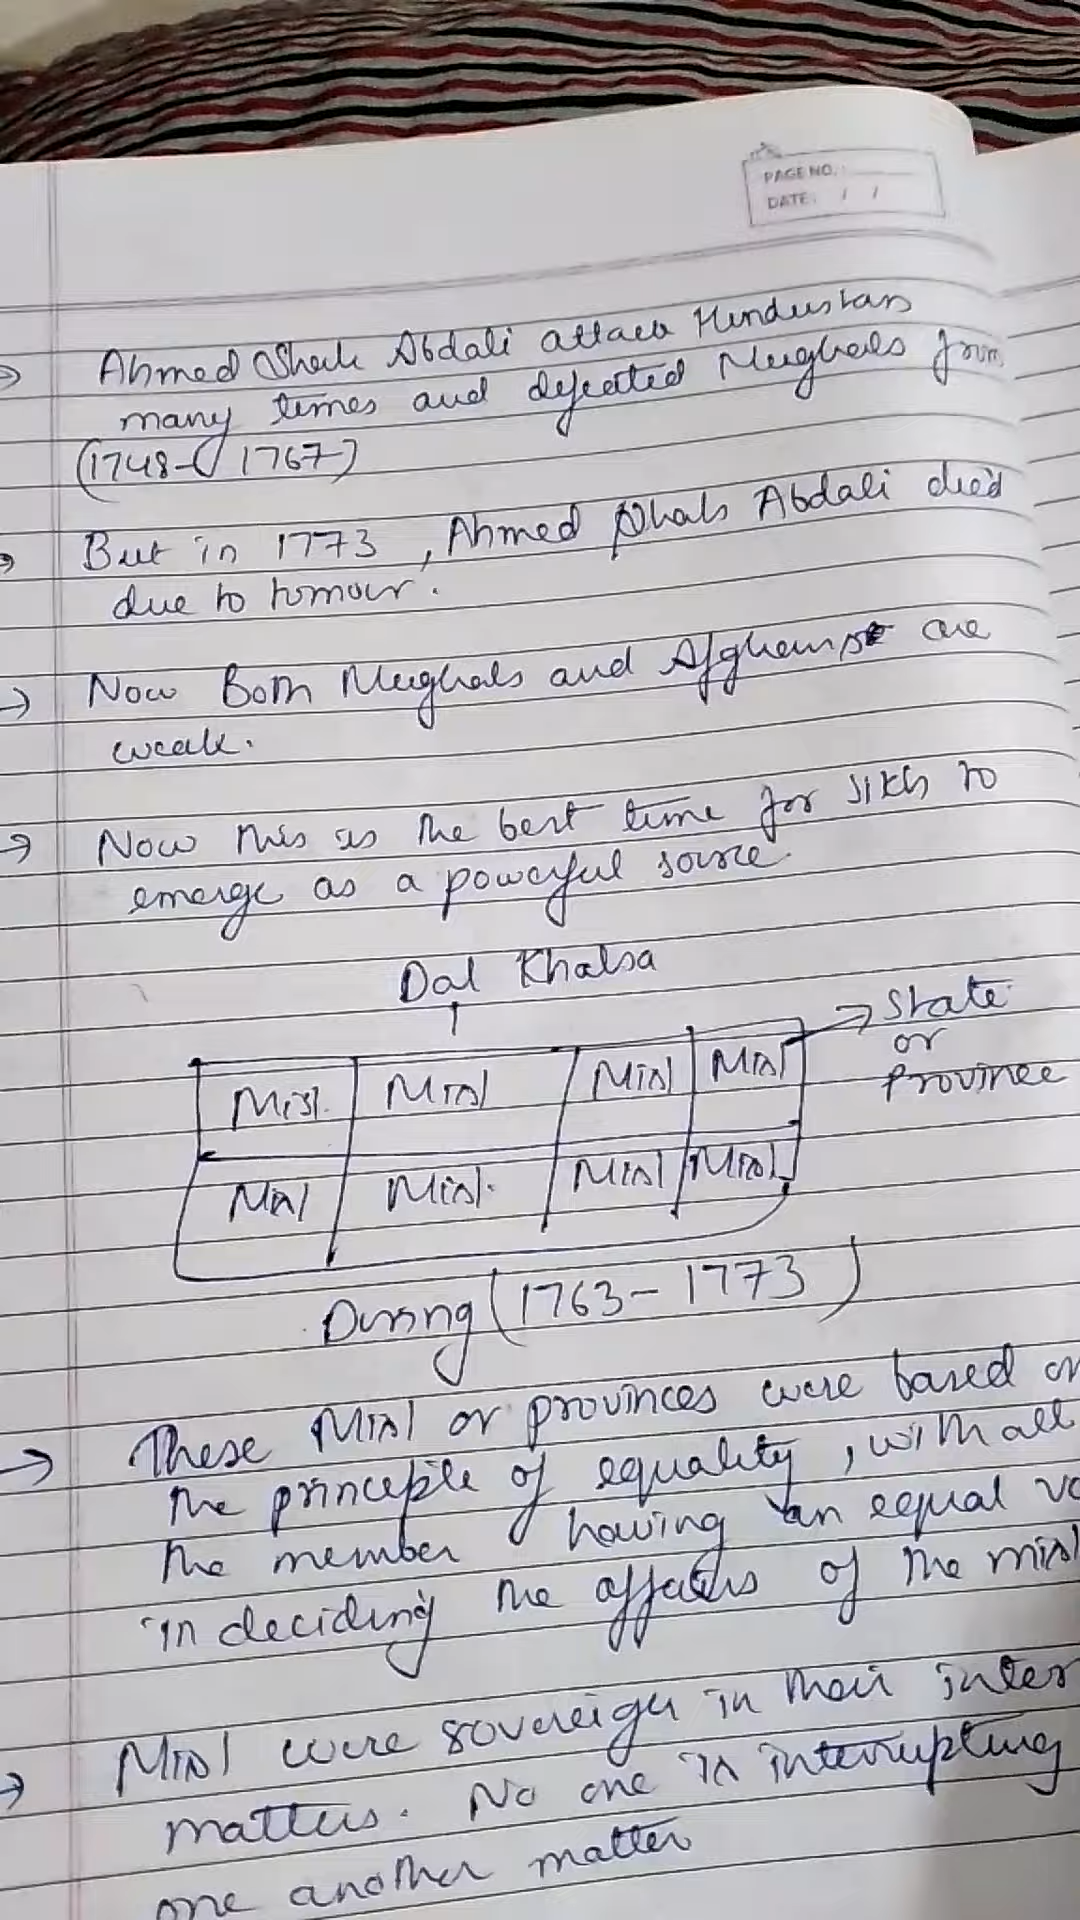 PAGE NO.:
DATE: / /
→ Ahmed Shah Abdali attack Hindustan
many times and defeated Mughals from
(1748- 1767)
→ But in 1773, Ahmed Shah Abdali died
due to tumour.
→ Now Both Mughals and Afghans are
weak.
→ Now this is the best time for sikh to
emerge as a powerful source.
Dal Khalsa
Misl. Misl Misl Misl → State
or
Province
Misl Misl. Misl Misl
During (1763-1773)
→ These Misl or provinces were based on
the principle of equality, with all
the member having an equal vo
in deciding the affairs of the misl
→ Misl were sovereign in their inter
matters. No one is interrupting
one another matter